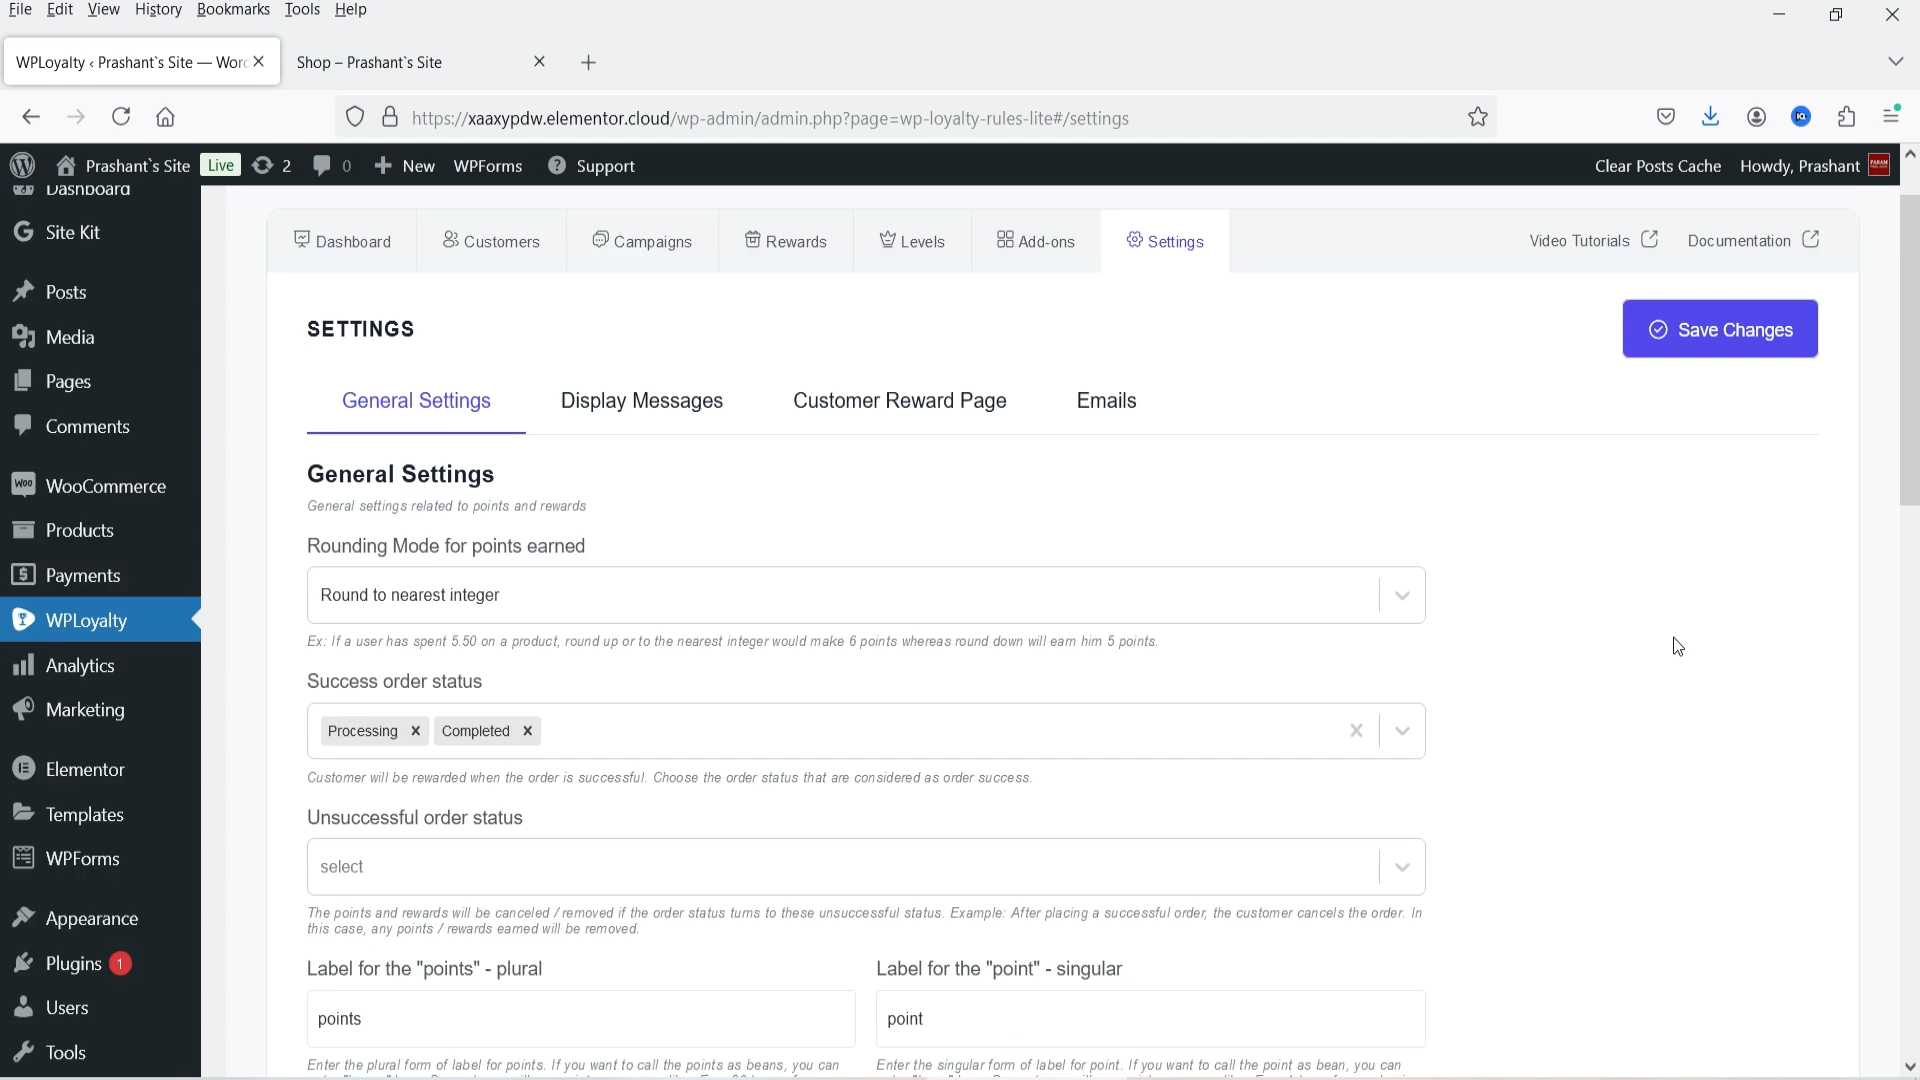 File Edit View History Bookmarks Tools Help
WPLoyalty ‹ Prashant`s Site — Word
Shop – Prashant`s Site
https://xaaxypdw.elementor.cloud/wp-admin/admin.php?page=wp-loyalty-rules-lite#/settings
Prashant`s Site Live 2 0 New WPForms Support Clear Posts Cache Howdy, Prashant
Dashboard
Site Kit
Posts
Media
Pages
Comments
WooCommerce
Products
Payments
WPLoyalty
Analytics
Marketing
Elementor
Templates
WPForms
Appearance
Plugins 1
Users
Tools
Dashboard Customers Campaigns Rewards Levels Add-ons Settings Video Tutorials Documentation
SETTINGS
Save Changes
General Settings Display Messages Customer Reward Page Emails
General Settings
General settings related to points and rewards
Rounding Mode for points earned
Round to nearest integer
Ex: If a user has spent 5.50 on a product, round up or to the nearest integer would make 6 points whereas round down will earn him 5 points.
Success order status
Processing Completed
Customer will be rewarded when the order is successful. Choose the order status that are considered as order success.
Unsuccessful order status
select
The points and rewards will be canceled / removed if the order status turns to these unsuccessful status. Example: After placing a successful order, the customer cancels the order. In
this case, any points / rewards earned will be removed.
Label for the "points" - plural
points
Enter the plural form of label for points. If you want to call the points as beans, you can
Label for the "point" - singular
point
Enter the singular form of label for point. If you want to call the point as bean, you can